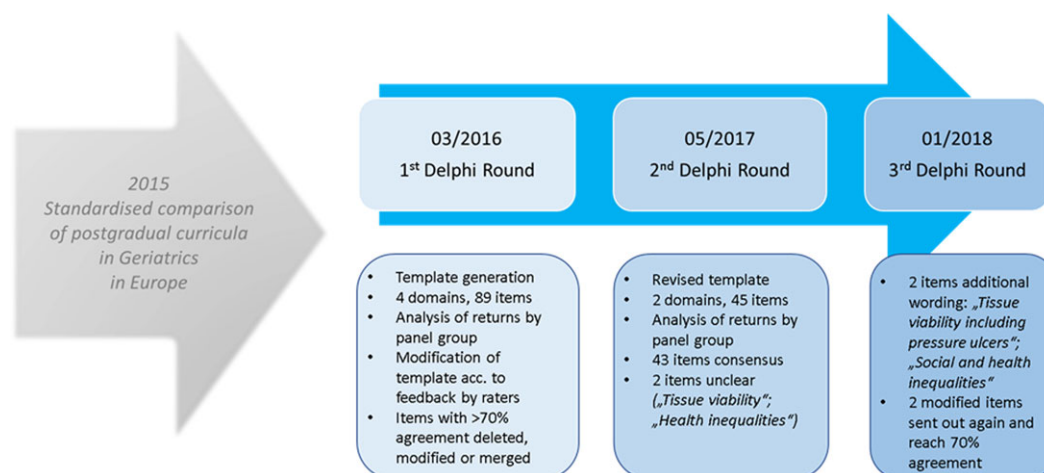 2015
Standardised comparison
of postgradual curricula
in Geriatrics
in Europe
03/2016
1st Delphi Round
05/2017
2nd Delphi Round
01/2018
3rd Delphi Round
• Template generation
• 4 domains, 89 items
• Analysis of returns by
panel group
• Modification of
template acc. to
feedback by raters
• Items with >70%
agreement deleted,
modified or merged
• Revised template
• 2 domains, 45 items
• Analysis of returns by
panel group
• 43 items consensus
• 2 items unclear
(„Tissue viability“;
„Health inequalities“)
• 2 items additional
wording: „Tissue
viability including
pressure ulcers“;
„Social and health
inequalities“
• 2 modified items
sent out again and
reach 70%
agreement